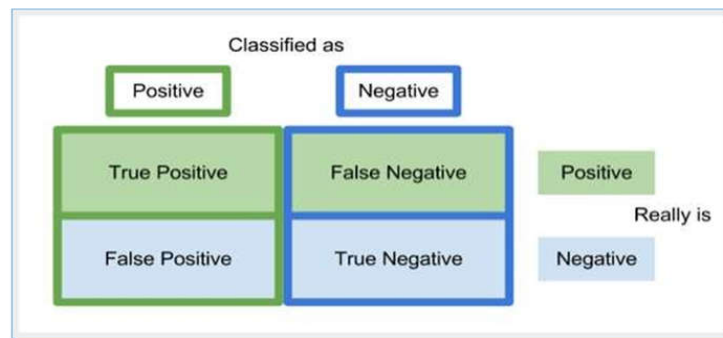 Classified as
Positive
Negative
True Positive
False Negative
Positive
Really is
False Positive
True Negative
Negative